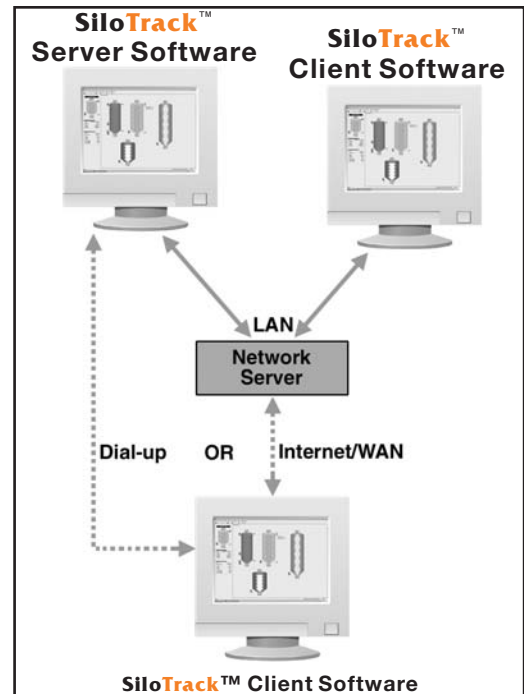 SiloTrack™
Server Software
SiloTrack™
Client Software
LAN
Network
Server
Dial-up OR Internet/WAN
SiloTrack™ Client Software